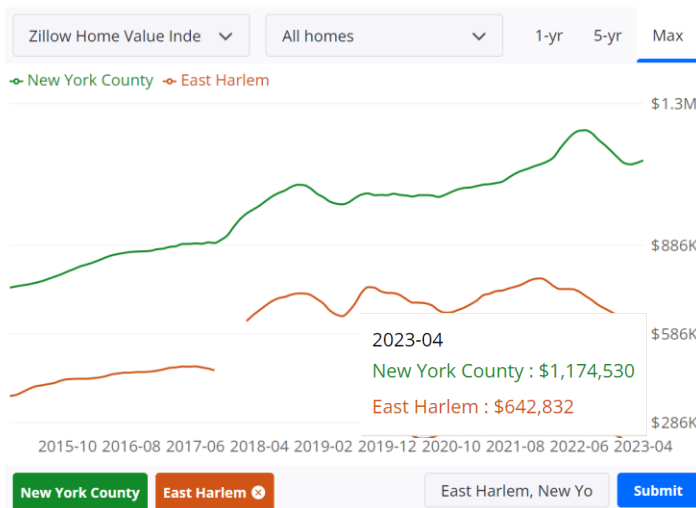 Zillow Home Value Inde All homes 1-yr 5-yr Max
New York County East Harlem
$1.3M
$886K
$586K
$286K
2023-04
New York County : $1,174,530
East Harlem : $642,832
2015-10 2016-08 2017-06 2018-04 2019-02 2019-12 2020-10 2021-08 2022-06 2023-04
New York County East Harlem East Harlem, New Yo Submit